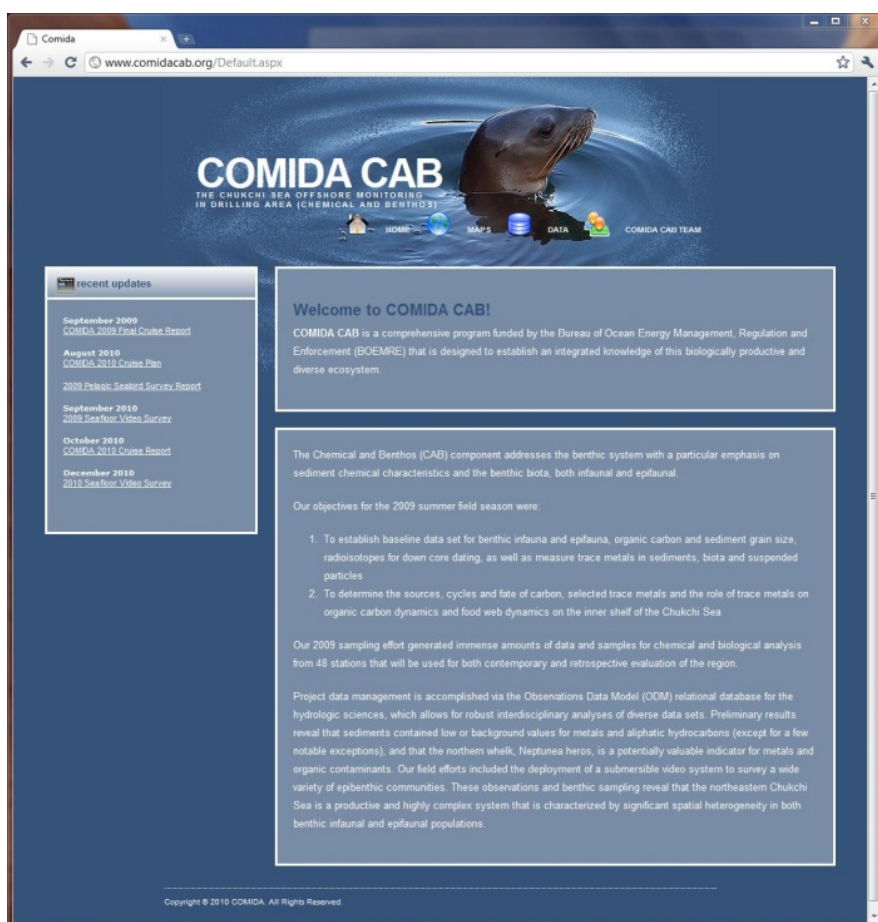 Comida
www.comidacab.org/Default.aspx
COMIDA CAB
THE CHUKCHI SEA OFFSHORE MONITORING
IN DRILLING AREA (CHEMICAL AND BENTHOS)
HOME
MAPS
DATA
COMIDA CAB TEAM
recent updates
September 2009
COMIDA 2009 Final Cruise Report
August 2010
COMIDA 2010 Cruise Plan
2009 Pelagic Seabird Survey Report
September 2010
2009 Seafloor Video Survey
October 2010
COMIDA 2010 Cruise Report
December 2010
2010 Seafloor Video Survey
Welcome to COMIDA CAB!
COMIDA CAB is a comprehensive program funded by the Bureau of Ocean Energy Management, Regulation and
Enforcement (BOEMRE) that is designed to establish an integrated knowledge of this biologically productive and
diverse ecosystem.
The Chemical and Benthos (CAB) component addresses the benthic system with a particular emphasis on
sediment chemical characteristics and the benthic biota, both infaunal and epifaunal.
Our objectives for the 2009 summer field season were:
1. To establish baseline data set for benthic infauna and epifauna, organic carbon and sediment grain size,
radioisotopes for down core dating, as well as measure trace metals in sediments, biota and suspended
particles
2. To determine the sources, cycles and fate of carbon, selected trace metals and the role of trace metals on
organic carbon dynamics and food web dynamics on the inner shelf of the Chukchi Sea
Our 2009 sampling effort generated immense amounts of data and samples for chemical and biological analysis
from 48 stations that will be used for both contemporary and retrospective evaluation of the region.
Project data management is accomplished via the Observations Data Model (ODM) relational database for the
hydrologic sciences, which allows for robust interdisciplinary analyses of diverse data sets. Preliminary results
reveal that sediments contained low or background values for metals and aliphatic hydrocarbons (except for a few
notable exceptions), and that the northern whelk, Neptunea heros, is a potentially valuable indicator for metals and
organic contaminants. Our field efforts included the deployment of a submersible video system to survey a wide
variety of epibenthic communities. These observations and benthic sampling reveal that the northeastern Chukchi
Sea is a productive and highly complex system that is characterized by significant spatial heterogeneity in both
benthic infaunal and epifaunal populations.
Copyright © 2010 COMIDA. All Rights Reserved.